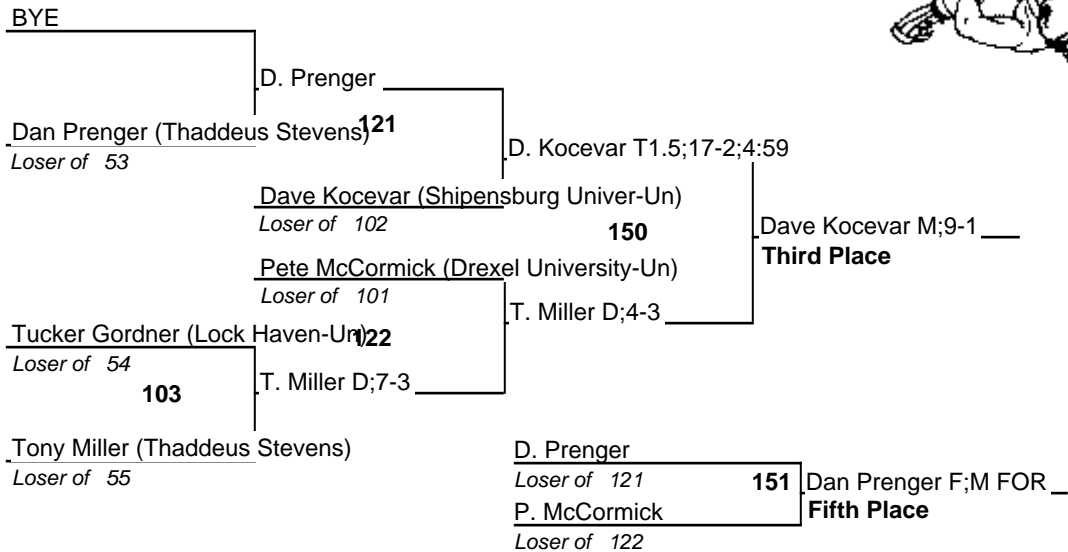 BYE
D. Prenger
Dan Prenger (Thaddeus Stevens)
121
Loser of 53
D. Kocevar T1.5;17-2;4:59
Dave Kocevar (Shipensburg Univer-Un)
Loser of 102
150
Dave Kocevar M;9-1
Third Place
Pete McCormick (Drexel University-Un)
Loser of 101
T. Miller D;4-3
Tucker Gordner (Lock Haven-Un)
122
Loser of 54
103
T. Miller D;7-3
Tony Miller (Thaddeus Stevens)
Loser of 55
D. Prenger
Loser of 121
151
Dan Prenger F;M FOR
Fifth Place
P. McCormick
Loser of 122